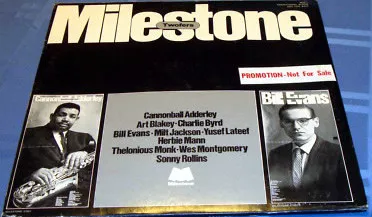 Milestone
Twofers
PROMOTION-Not For Sale
Cannonball Adderley
Bill Evans
Cannonball Adderley
Art Blakey·Charlie Byrd
Bill Evans·Milt Jackson·Yusef Lateef
Herbie Mann
Thelonious Monk·Wes Montgomery
Sonny Rollins
Milestone